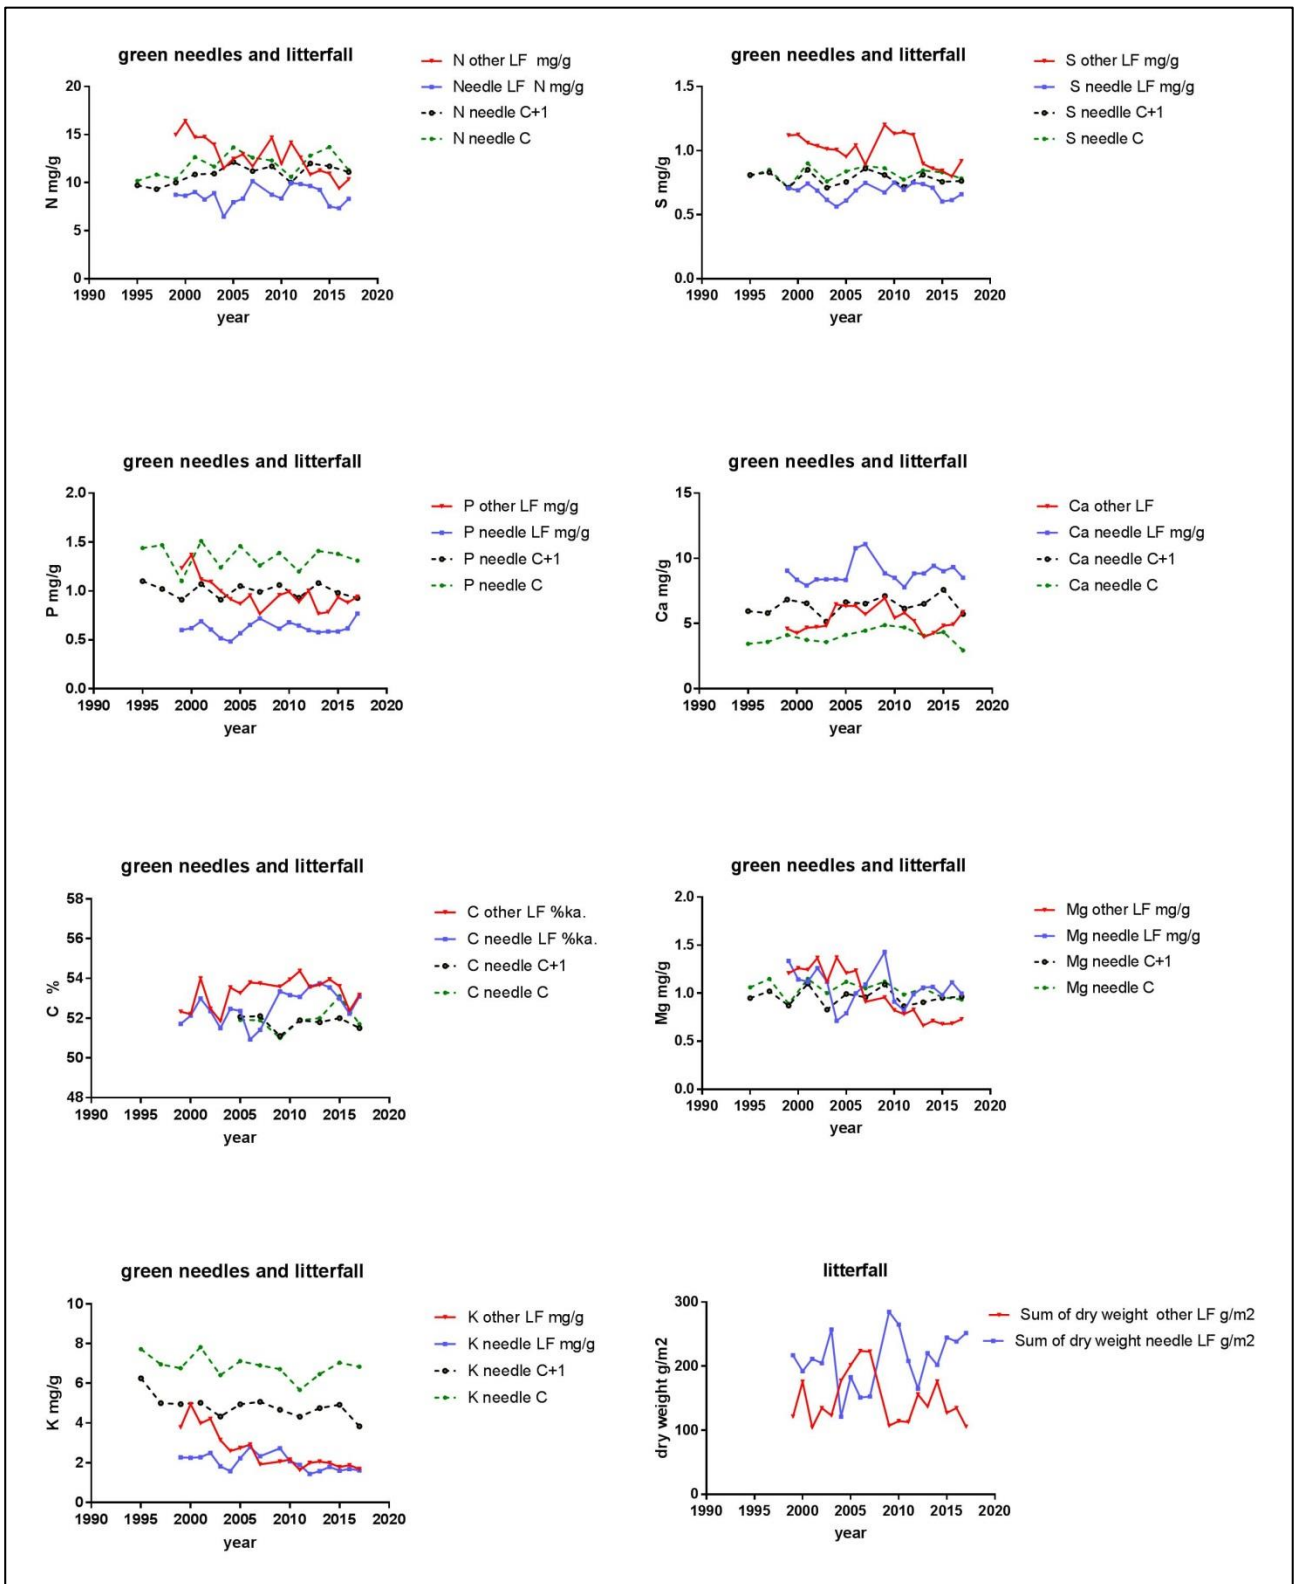 green needles and litterfall
N other LF mg/g
Needle LF N mg/g
N needle C+1
N needle C
20
15
10
5
0
N mg/g
1990 1995 2000 2005 2010 2015 2020
year
green needles and litterfall
S other LF mg/g
S needle LF mg/g
S needlle C+1
S needle C
1.5
1.0
0.5
0.0
S mg/g
1990 1995 2000 2005 2010 2015 2020
year
green needles and litterfall
P other LF mg/g
P needle LF mg/g
P needle C+1
P needle C
2.0
1.5
1.0
0.5
0.0
P mg/g
1990 1995 2000 2005 2010 2015 2020
year
green needles and litterfall
Ca other LF
Ca needle LF mg/g
Ca needle C+1
Ca needle C
15
10
5
0
Ca mg/g
1990 1995 2000 2005 2010 2015 2020
year
green needles and litterfall
C other LF %ka.
C needle LF %ka.
C needle C+1
C needle C
58
56
54
52
50
48
C %
1990 1995 2000 2005 2010 2015 2020
year
green needles and litterfall
Mg other LF mg/g
Mg needle LF mg/g
Mg needle C+1
Mg needle C
2.0
1.5
1.0
0.5
0.0
Mg mg/g
1990 1995 2000 2005 2010 2015 2020
year
green needles and litterfall
K other LF mg/g
K needle LF mg/g
K needle C+1
K needle C
10
8
6
4
2
0
K mg/g
1990 1995 2000 2005 2010 2015 2020
year
litterfall
Sum of dry weight other LF g/m2
Sum of dry weight needle LF g/m2
300
200
100
0
dry weight g/m2
1990 1995 2000 2005 2010 2015 2020
year